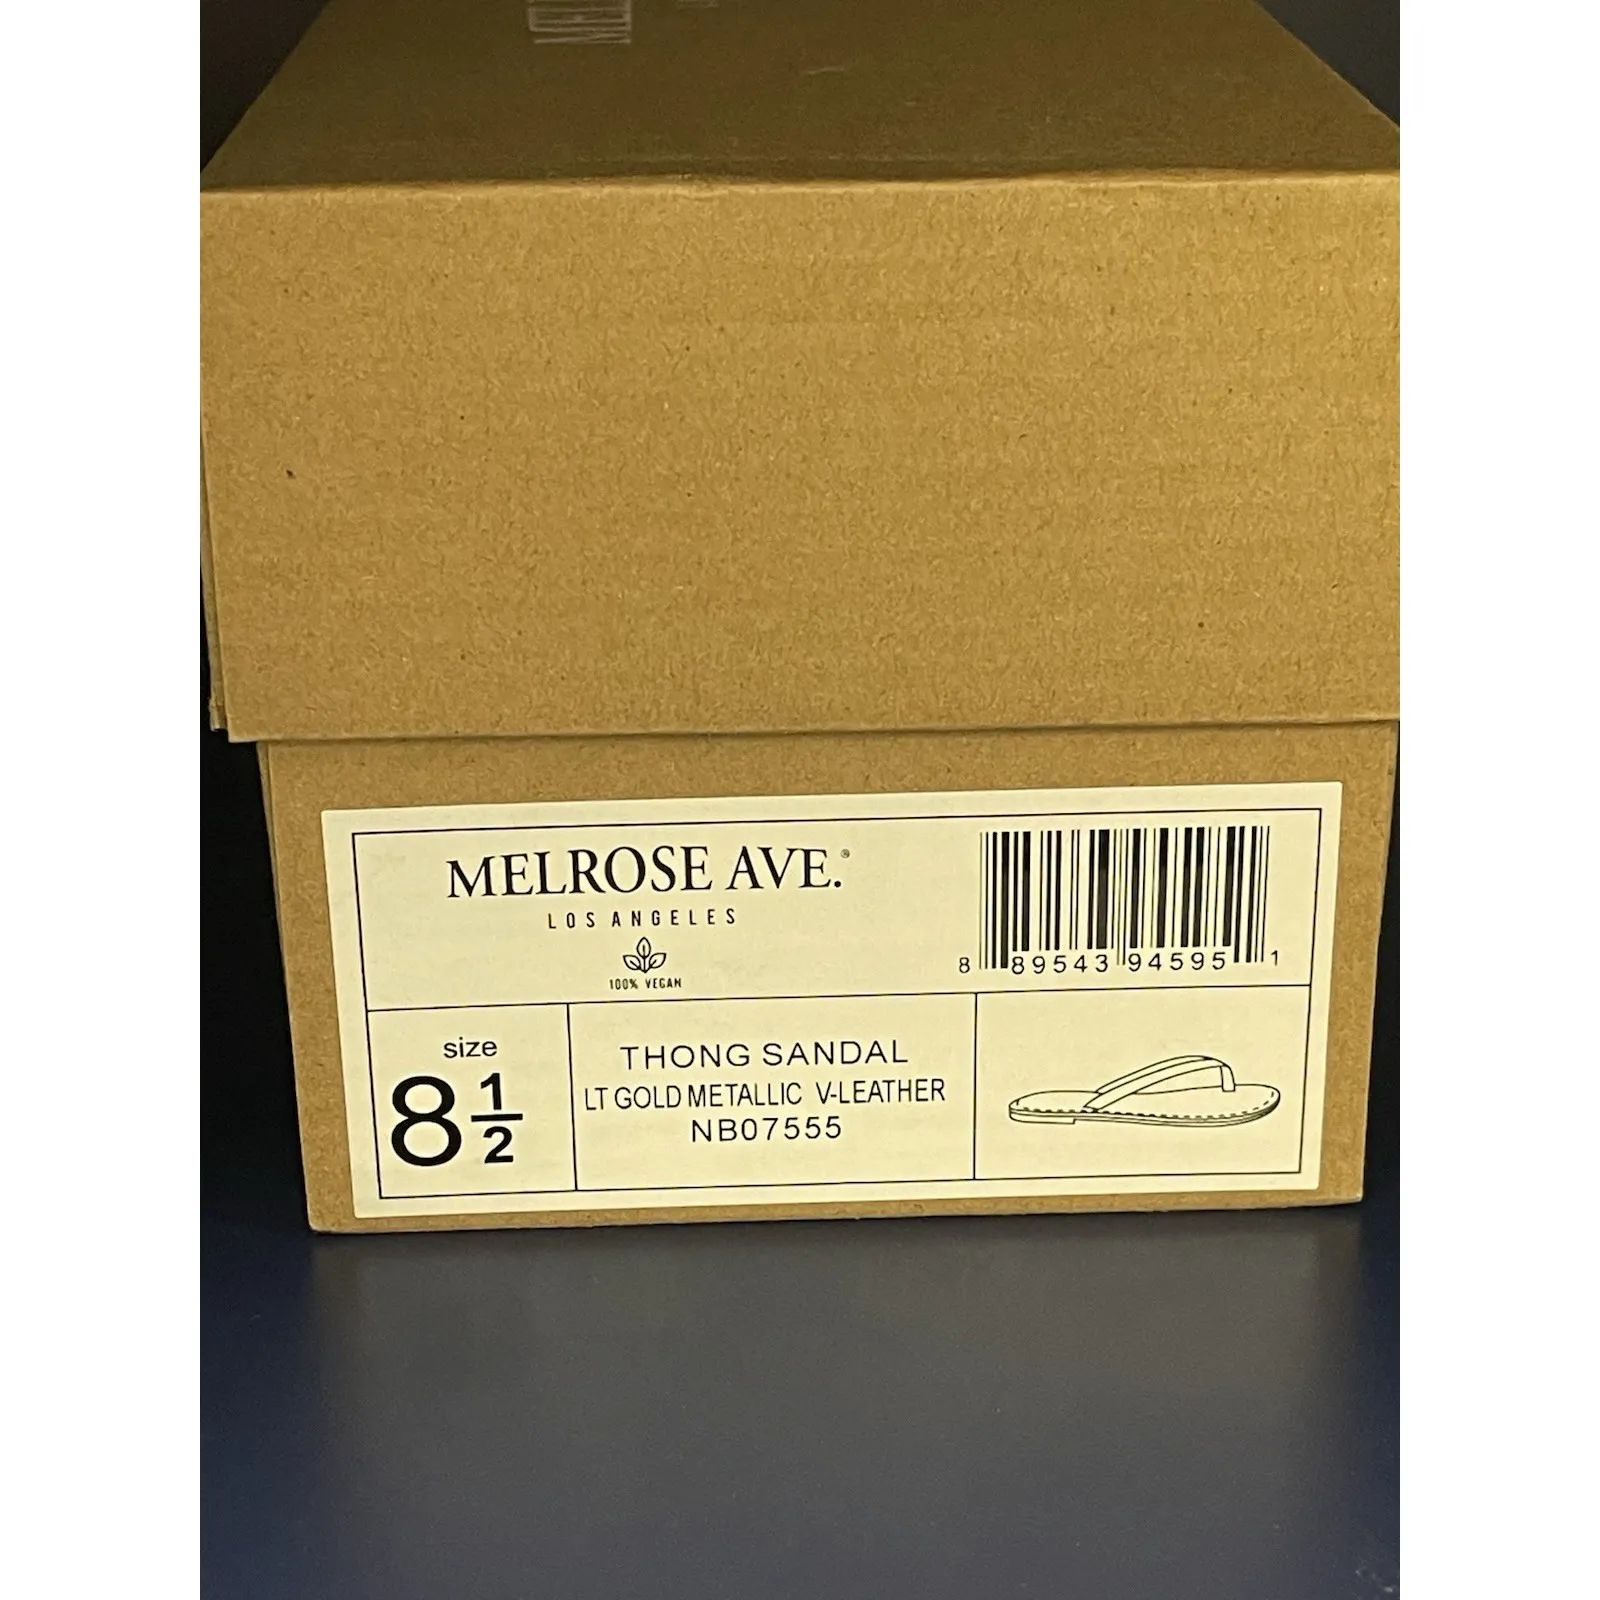 MELROSE AVE.®
LOS ANGELES
100% VEGAN
8 89543 94595 1
size
8 1/2
THONG SANDAL
LT GOLD METALLIC V-LEATHER
NB07555